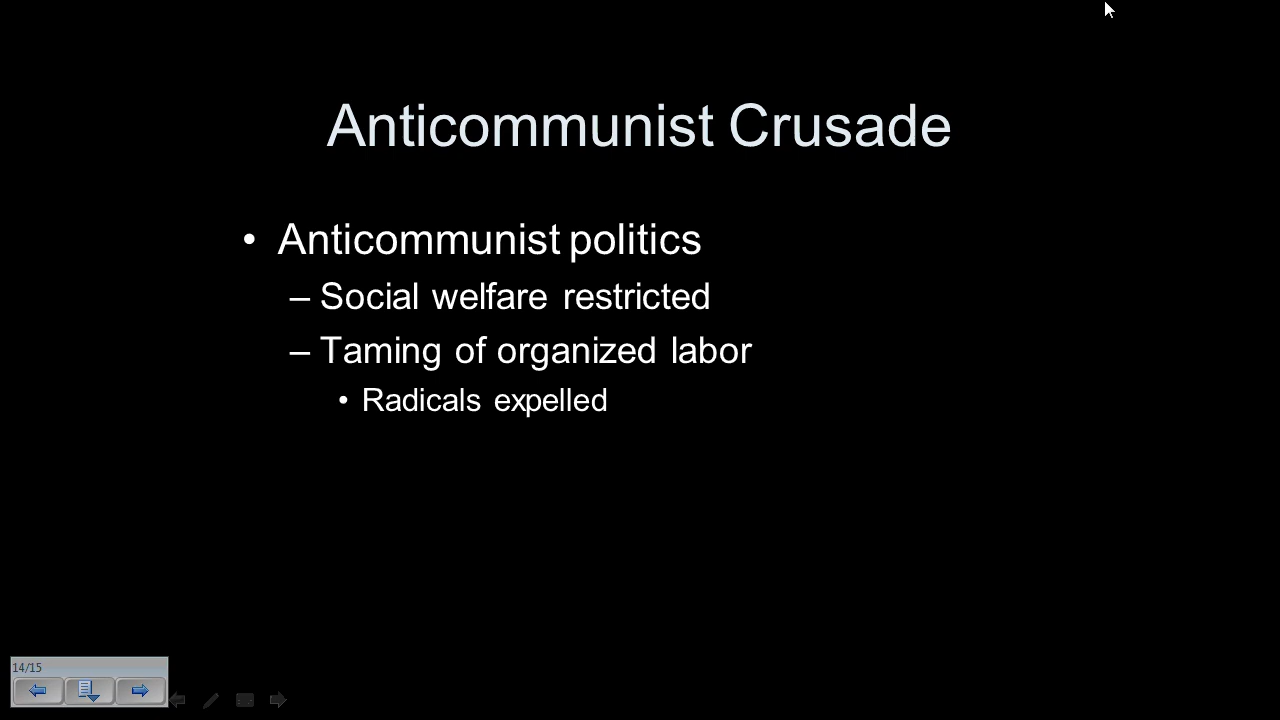 Anticommunist Crusade
• Anticommunist politics
– Social welfare restricted
– Taming of organized labor
• Radicals expelled
14/15